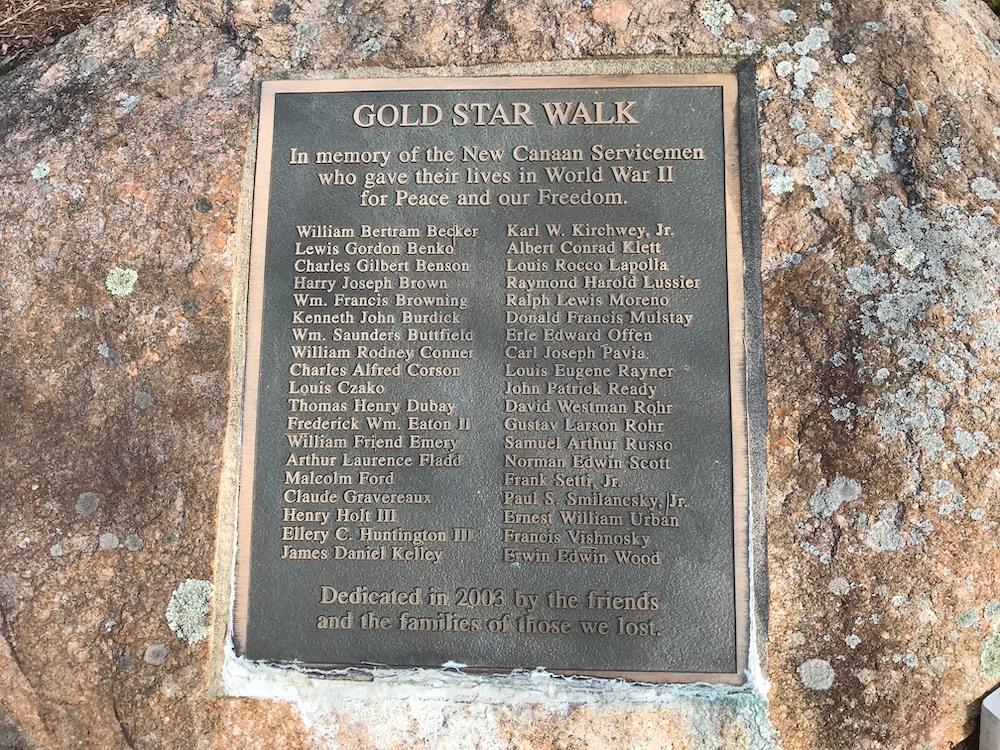 GOLD STAR WALK
In memory of the New Canaan Servicemen
who gave their lives in World War II
for Peace and our Freedom.
William Bertram Becker
Lewis Gordon Benko
Charles Gilbert Benson
Harry Joseph Brown
Wm. Francis Browning
Kenneth John Burdick
Wm. Saunders Buttfield
William Rodney Conner
Charles Alfred Corson
Louis Czako
Thomas Henry Dubay
Frederick Wm. Eaton II
William Friend Emery
Arthur Laurence Fladd
Malcolm Ford
Claude Gravereaux
Henry Holt III
Ellery C. Huntington III
James Daniel Kelley
Karl W. Kirchwey, Jr.
Albert Conrad Klett
Louis Rocco Lapolla
Raymond Harold Lussier
Ralph Lewis Moreno
Donald Francis Mulstay
Erle Edward Offen
Carl Joseph Pavia
Louis Eugene Rayner
John Patrick Ready
David Westman Rohr
Gustav Larson Rohr
Samuel Arthur Russo
Norman Edwin Scott
Frank Setti, Jr.
Paul S. Smilancsky, Jr.
Ernest William Urban
Francis Vishnosky
Erwin Edwin Wood
Dedicated in 2003 by the friends
and the families of those we lost.